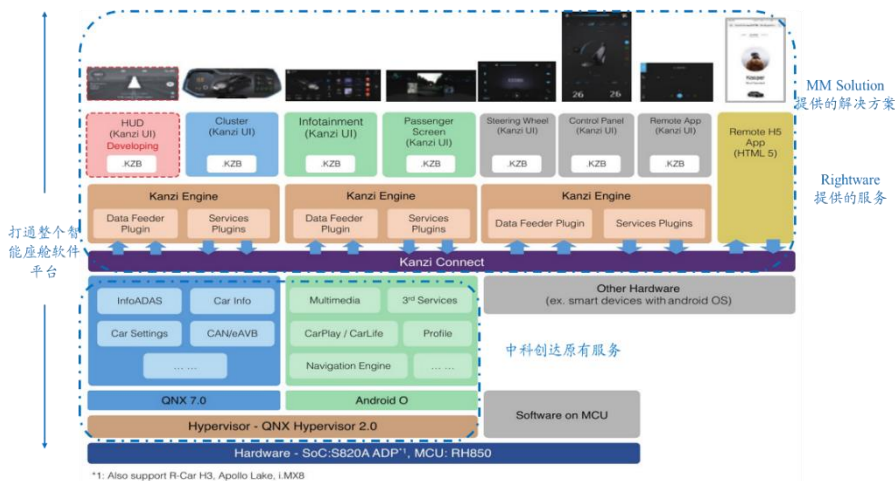 MM Solution
提供的解决方案
Rightware
提供的服务
打通整个智
能座舱软件
平台
26
26
HUD
(Kanzi UI)
Developing
.KZB
Cluster
(Kanzi UI)
.KZB
Infotainment
(Kanzi UI)
.KZB
Passenger
Screen
(Kanzi UI)
.KZB
Steering Wheel
(Kanzi UI)
.KZB
Control Panel
(Kanzi UI)
.KZB
Remote App
(Kanzi UI)
.KZB
Remote H5
App
(HTML 5)
Kanzi Engine
Data Feeder
Plugin
Services
Plugins
Kanzi Engine
Data Feeder
Plugin
Services
Plugins
Kanzi Engine
Data Feeder Plugin
Services Plugins
Kanzi Connect
InfoADAS
Car Info
Car Settings
CAN/eAVB
... ...
Multimedia
3rd Services
CarPlay / CarLife
Profile
Navigation Engine
... ...
Other Hardware
(ex. smart devices with android OS)
中科创达原有服务
QNX 7.0
Android O
Software on MCU
Hypervisor - QNX Hypervisor 2.0
Hardware - SoC:S820A ADP*1, MCU: RH850
*1: Also support R-Car H3, Apollo Lake, i.MX8